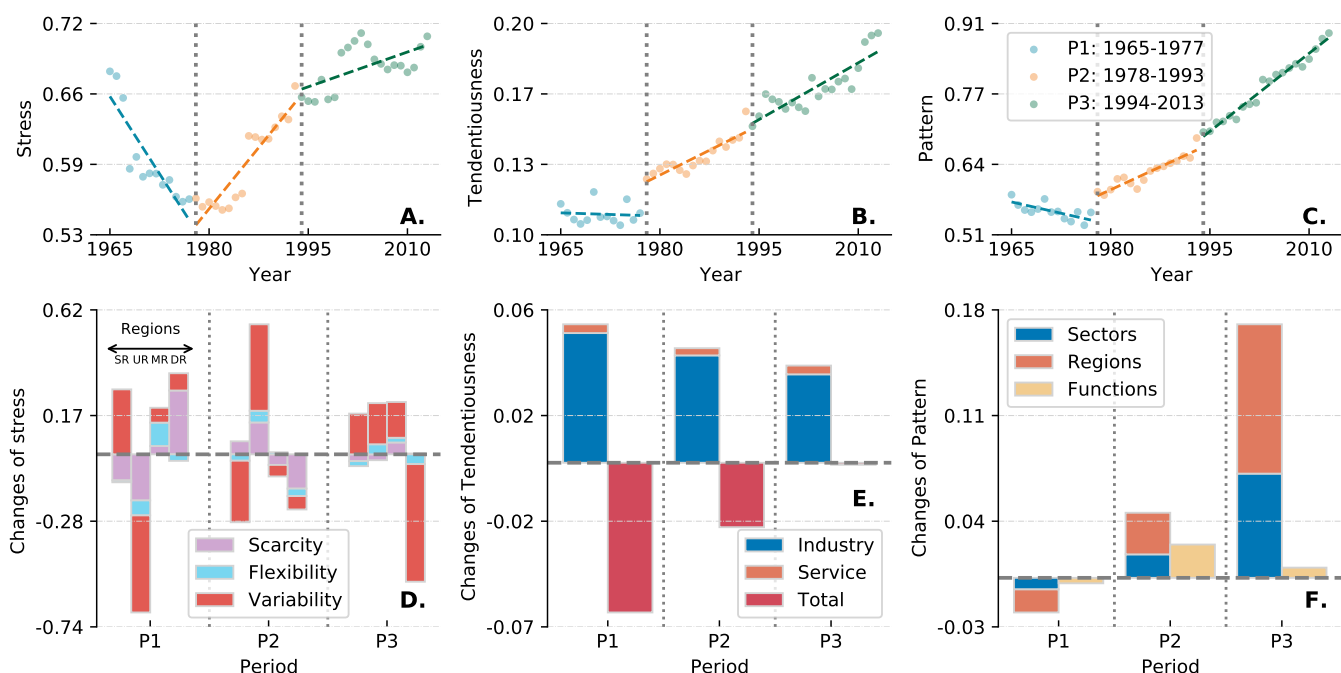 Stress
0.72
0.66
0.59
0.53
1965
1980
1995
2010
Year
A.
Tendentiousness
0.20
0.17
0.13
0.10
1965
1980
1995
2010
Year
B.
Pattern
0.91
0.77
0.64
0.51
P1: 1965-1977
P2: 1978-1993
P3: 1994-2013
1965
1980
1995
2010
Year
C.
Changes of stress
0.62
0.17
-0.28
-0.74
Regions
SR UR MR DR
Scarcity
Flexibility
Variability
D.
P1
P2
P3
Period
Changes of Tendentiousness
0.06
0.02
-0.02
-0.07
E.
Industry
Service
Total
P1
P2
P3
Period
Changes of Pattern
0.18
0.11
0.04
-0.03
Sectors
Regions
Functions
F.
P1
P2
P3
Period